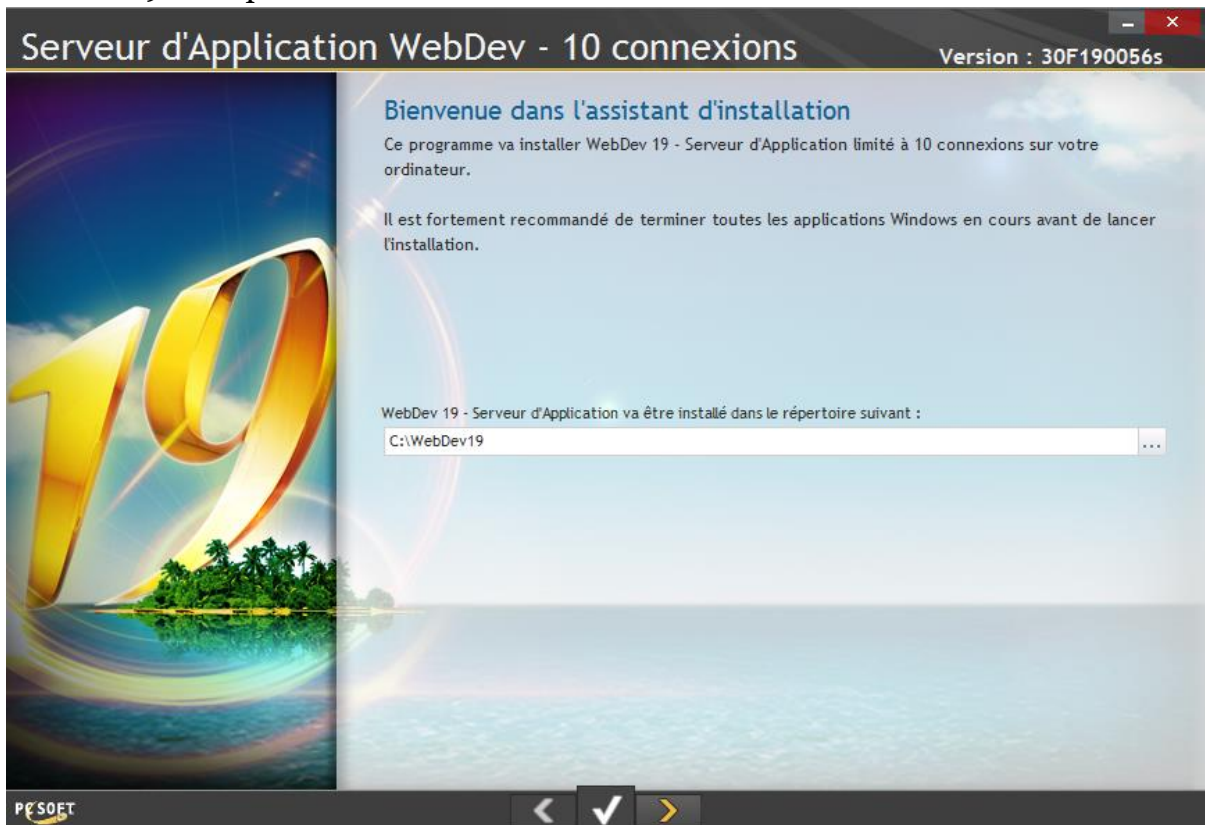 Serveur d'Application WebDev - 10 connexions
Version : 30F190056s
Bienvenue dans l'assistant d'installation
Ce programme va installer WebDev 19 - Serveur d'Application limité à 10 connexions sur votre
ordinateur.
Il est fortement recommandé de terminer toutes les applications Windows en cours avant de lancer
l'installation.
19
WebDev 19 - Serveur d'Application va être installé dans le répertoire suivant :
C:\WebDev19
...
PC SOFT